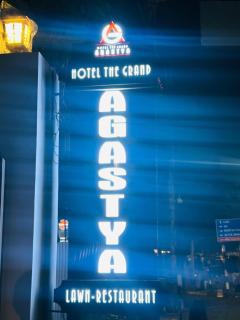 HOTEL THE GRAND
AGASTYA
HOTEL THE GRAND
AGASTYA
LAWN-RESTAURANT